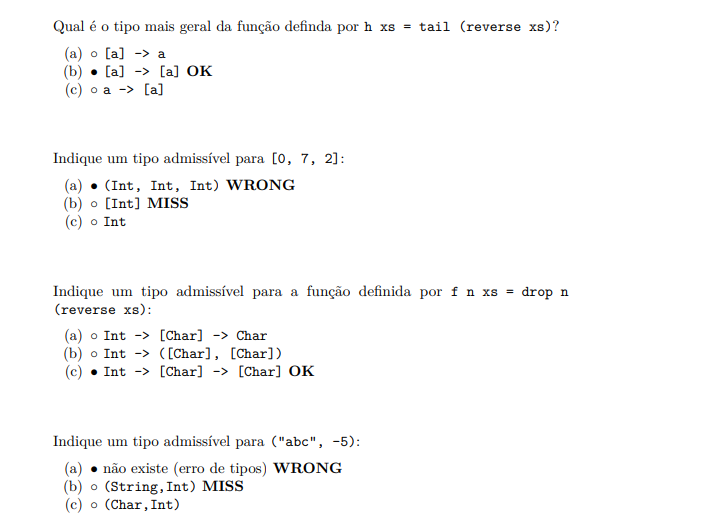 Qual é o tipo mais geral da função definda por h xs = tail (reverse xs)?
(a) ○ [a] -> a
(b) ● [a] -> [a] OK
(c) ○ a -> [a]
Indique um tipo admissível para [0, 7, 2]:
(a) ● (Int, Int, Int) WRONG
(b) ○ [Int] MISS
(c) ○ Int
Indique um tipo admissível para a função definida por f n xs = drop n
(reverse xs):
(a) ○ Int -> [Char] -> Char
(b) ○ Int -> ([Char], [Char])
(c) ● Int -> [Char] -> [Char] OK
Indique um tipo admissível para ("abc", -5):
(a) ● não existe (erro de tipos) WRONG
(b) ○ (String,Int) MISS
(c) ○ (Char,Int)